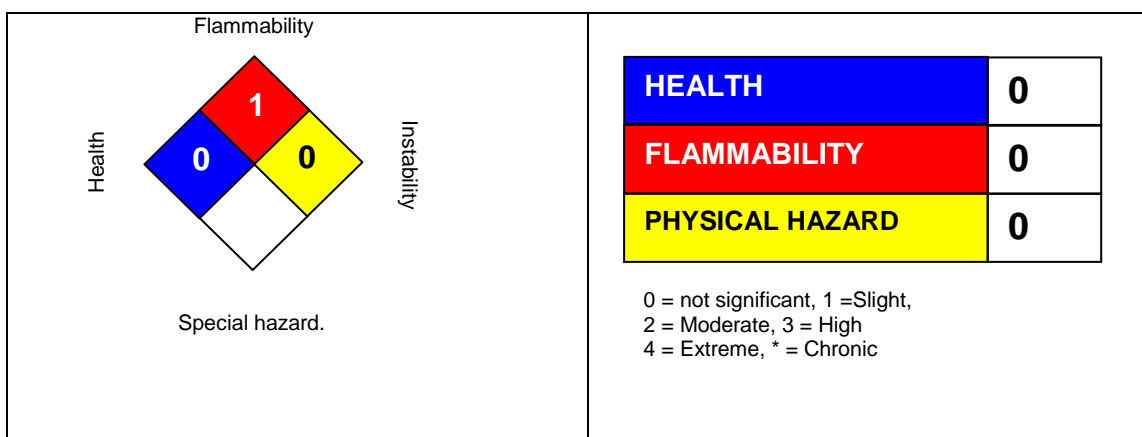 Flammability
1
Health
0
0
Instability
Special hazard.
HEALTH 0
FLAMMABILITY 0
PHYSICAL HAZARD 0
0 = not significant, 1 =Slight,
2 = Moderate, 3 = High
4 = Extreme, * = Chronic